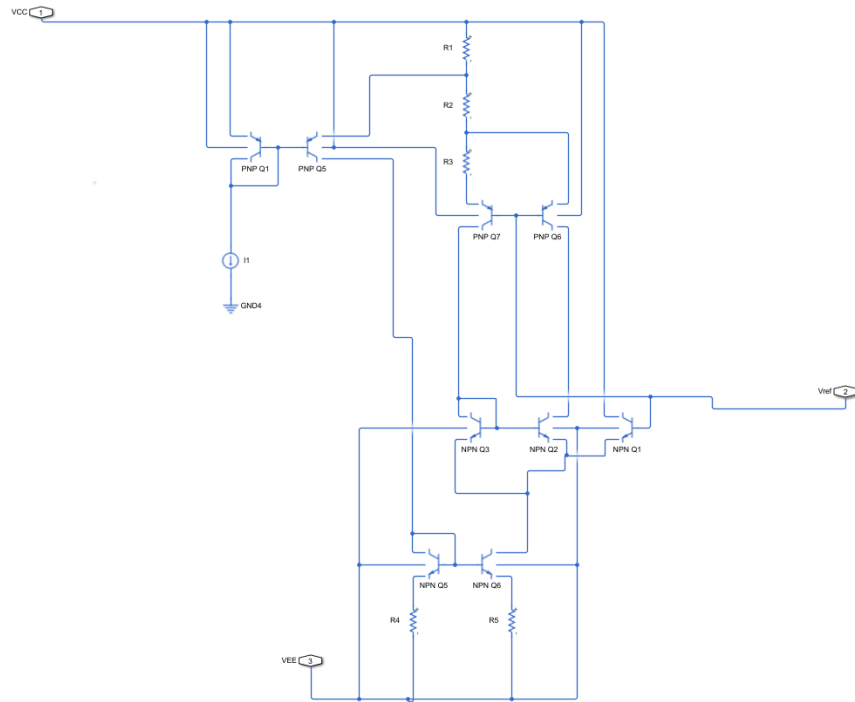 VCC 1
R1
R2
R3
PNP Q1
PNP Q5
PNP Q7
PNP Q6
I1
GND4
Vref 2
NPN Q3
NPN Q2
NPN Q1
NPN Q5
NPN Q6
R4
R5
VEE 3